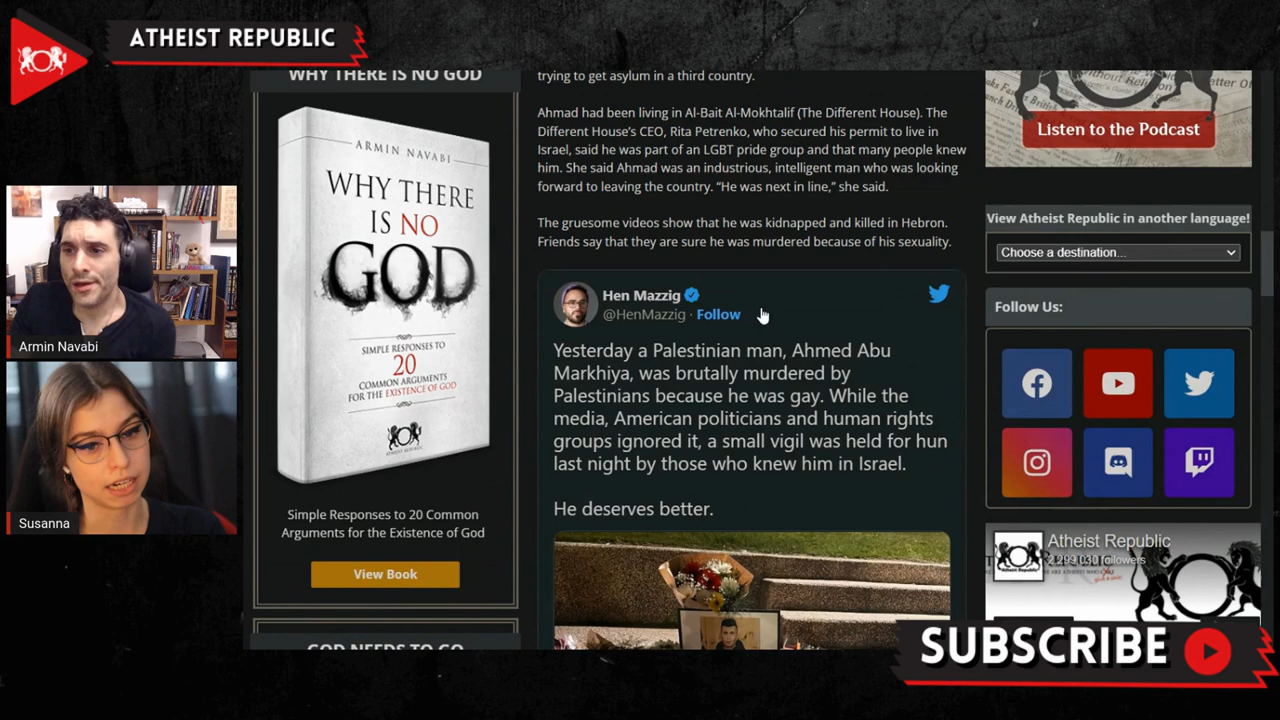 ATHEIST REPUBLIC
Armin Navabi
Susanna
WHY THERE IS NO GOD
ARMIN NAVABI
WHY THERE
IS NO
GOD
SIMPLE RESPONSES TO
20
COMMON ARGUMENTS
FOR THE EXISTENCE OF GOD
Simple Responses to 20 Common
Arguments for the Existence of God
View Book
GOD NEEDS TO GO
trying to get asylum in a third country.
Ahmad had been living in Al-Bait Al-Mokhtalif (The Different House). The
Different House's CEO, Rita Petrenko, who secured his permit to live in
Israel, said he was part of an LGBT pride group and that many people knew
him. She said Ahmad was an industrious, intelligent man who was looking
forward to leaving the country. “He was next in line,” she said.
The gruesome videos show that he was kidnapped and killed in Hebron.
Friends say that they are sure he was murdered because of his sexuality.
Hen Mazzig
@HenMazzig · Follow
Yesterday a Palestinian man, Ahmed Abu
Markhiya, was brutally murdered by
Palestinians because he was gay. While the
media, American politicians and human rights
groups ignored it, a small vigil was held for hun
last night by those who knew him in Israel.
He deserves better.
Listen to the Podcast
View Atheist Republic in another language!
Choose a destination...
Follow Us:
Atheist Republic
2,299,030 followers
SUBSCRIBE